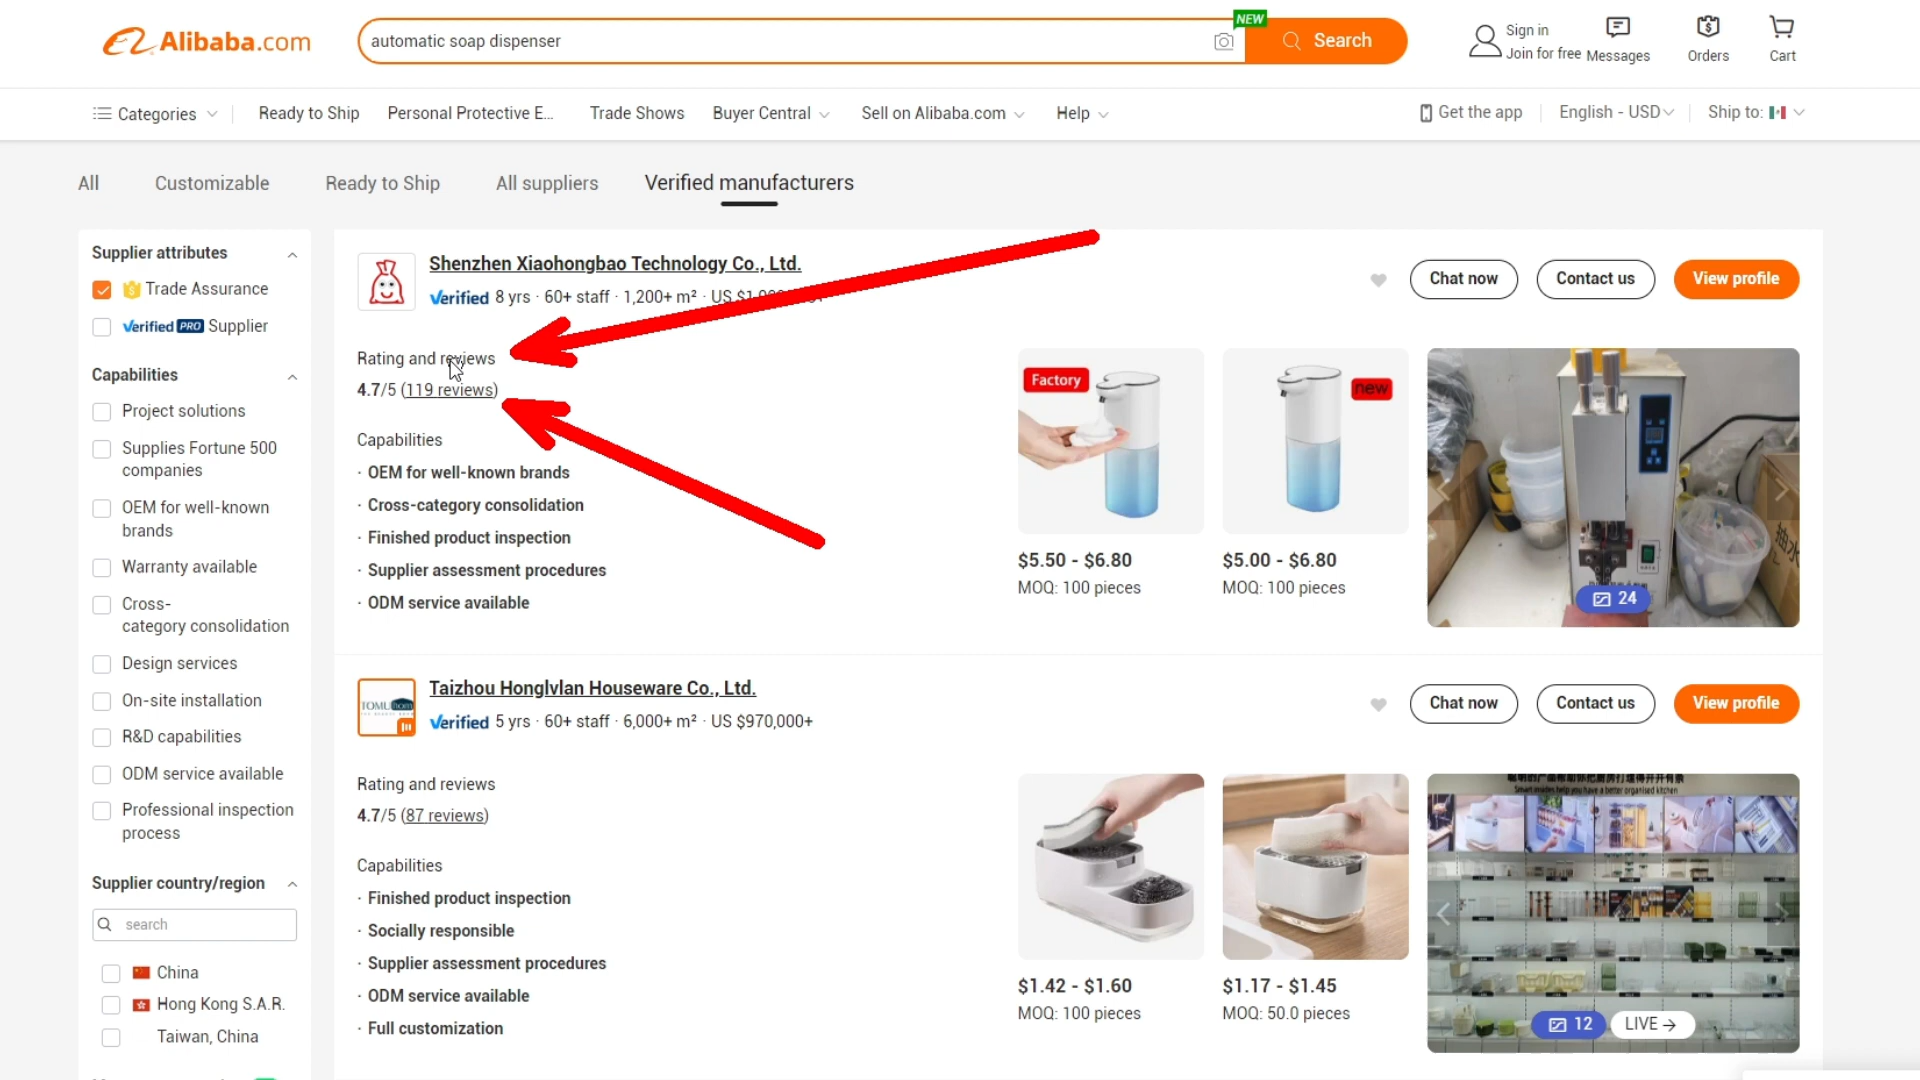 Alibaba.com
automatic soap dispenser
NEW
Search
Sign in
Join for free
Messages
Orders
Cart
Categories
Ready to Ship
Personal Protective E...
Trade Shows
Buyer Central
Sell on Alibaba.com
Help
Get the app
English - USD
Ship to:
All
Customizable
Ready to Ship
All suppliers
Verified manufacturers
Supplier attributes
Trade Assurance
Verified PRO Supplier
Capabilities
Project solutions
Supplies Fortune 500
companies
OEM for well-known
brands
Warranty available
Cross-
category consolidation
Design services
On-site installation
R&D capabilities
ODM service available
Professional inspection
process
Supplier country/region
search
China
Hong Kong S.A.R.
Taiwan, China
Shenzhen Xiaohongbao Technology Co., Ltd.
Verified 8 yrs · 60+ staff · 1,200+ m² · US
Chat now
Contact us
View profile
Rating and reviews
4.7/5 (119 reviews)
Capabilities
· OEM for well-known brands
· Cross-category consolidation
· Finished product inspection
· Supplier assessment procedures
· ODM service available
Factory
$5.50 - $6.80
MOQ: 100 pieces
new
$5.00 - $6.80
MOQ: 100 pieces
24
Taizhou Honglvlan Houseware Co., Ltd.
Verified 5 yrs · 60+ staff · 6,000+ m² · US $970,000+
Chat now
Contact us
View profile
Rating and reviews
4.7/5 (87 reviews)
Capabilities
· Finished product inspection
· Socially responsible
· Supplier assessment procedures
· ODM service available
· Full customization
$1.42 - $1.60
MOQ: 100 pieces
$1.17 - $1.45
MOQ: 50.0 pieces
Smart insides help you have a better organised kitchen
12
LIVE